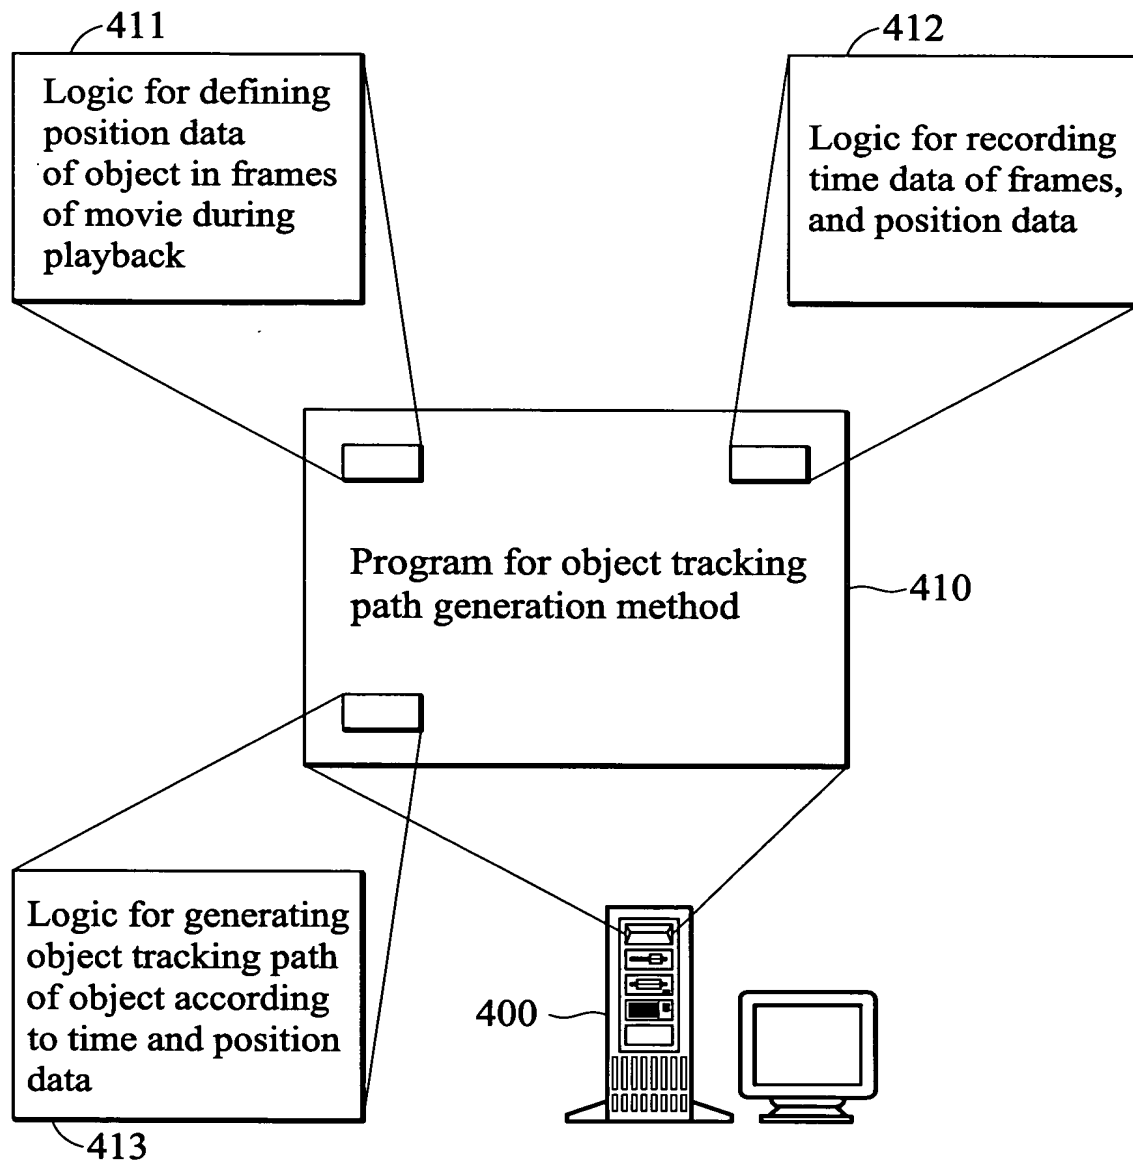 411
Logic for defining
position data
of object in frames
of movie during
playback
412
Logic for recording
time data of frames,
and position data
Program for object tracking
path generation method
410
Logic for generating
object tracking path
of object according
to time and position
data
413
400